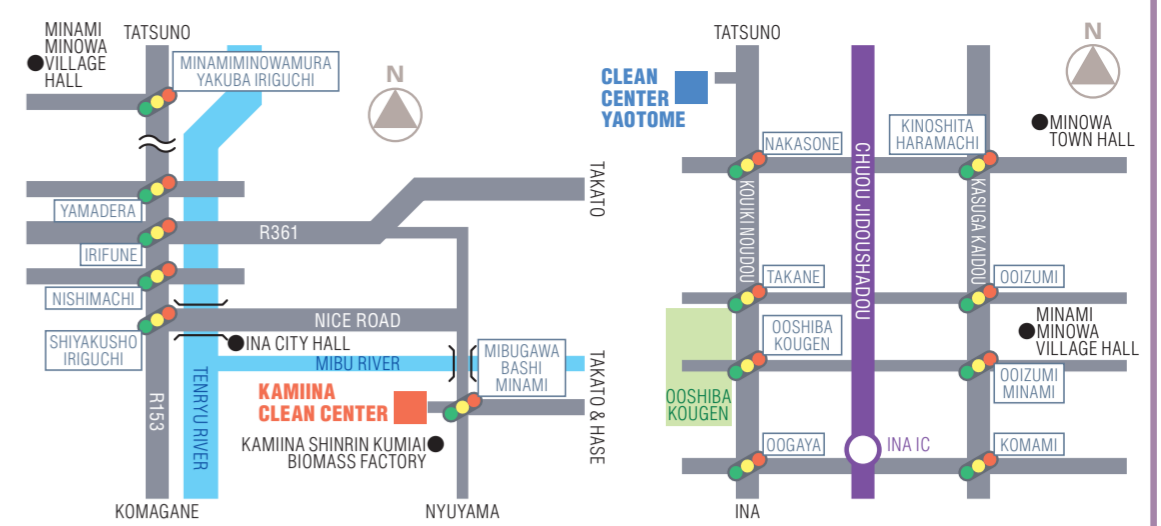 MINAMI
MINOWA
VILLAGE
HALL
TATSUNO
MINAMIMINOWAMURA
YAKUBA IRIGUCHI
N
YAMADERA
IRIFUNE
R361
TAKATO
NISHIMACHI
SHIYAKUSHO
IRIGUCHI
NICE ROAD
INA CITY HALL
MIBU RIVER
MIBUGAWA
BASHI
MINAMI
TAKATO & HASE
R153
TENRYU RIVER
KAMINA
CLEAN CENTER
KAMIINA SHINRIN KUMIAI
BIOMASS FACTORY
KOMAGANE
NYUYAMA
TATSUNO
N
CLEAN
CENTER
YAOTOME
NAKASONE
KINOSHITA
HARAMACHI
MINOWA
TOWN HALL
KOUIKI NOUDOU
CHUOU JIDOUSHADOU
KASUGA KAIDOU
TAKANE
OOIZUMI
OOSHIBA
KOUGEN
MINAMI
MINOWA
VILLAGE HALL
OOIZUMI
MINAMI
OOSHIBA
KOUGEN
OOGAYA
INA IC
KOMAMI
INA